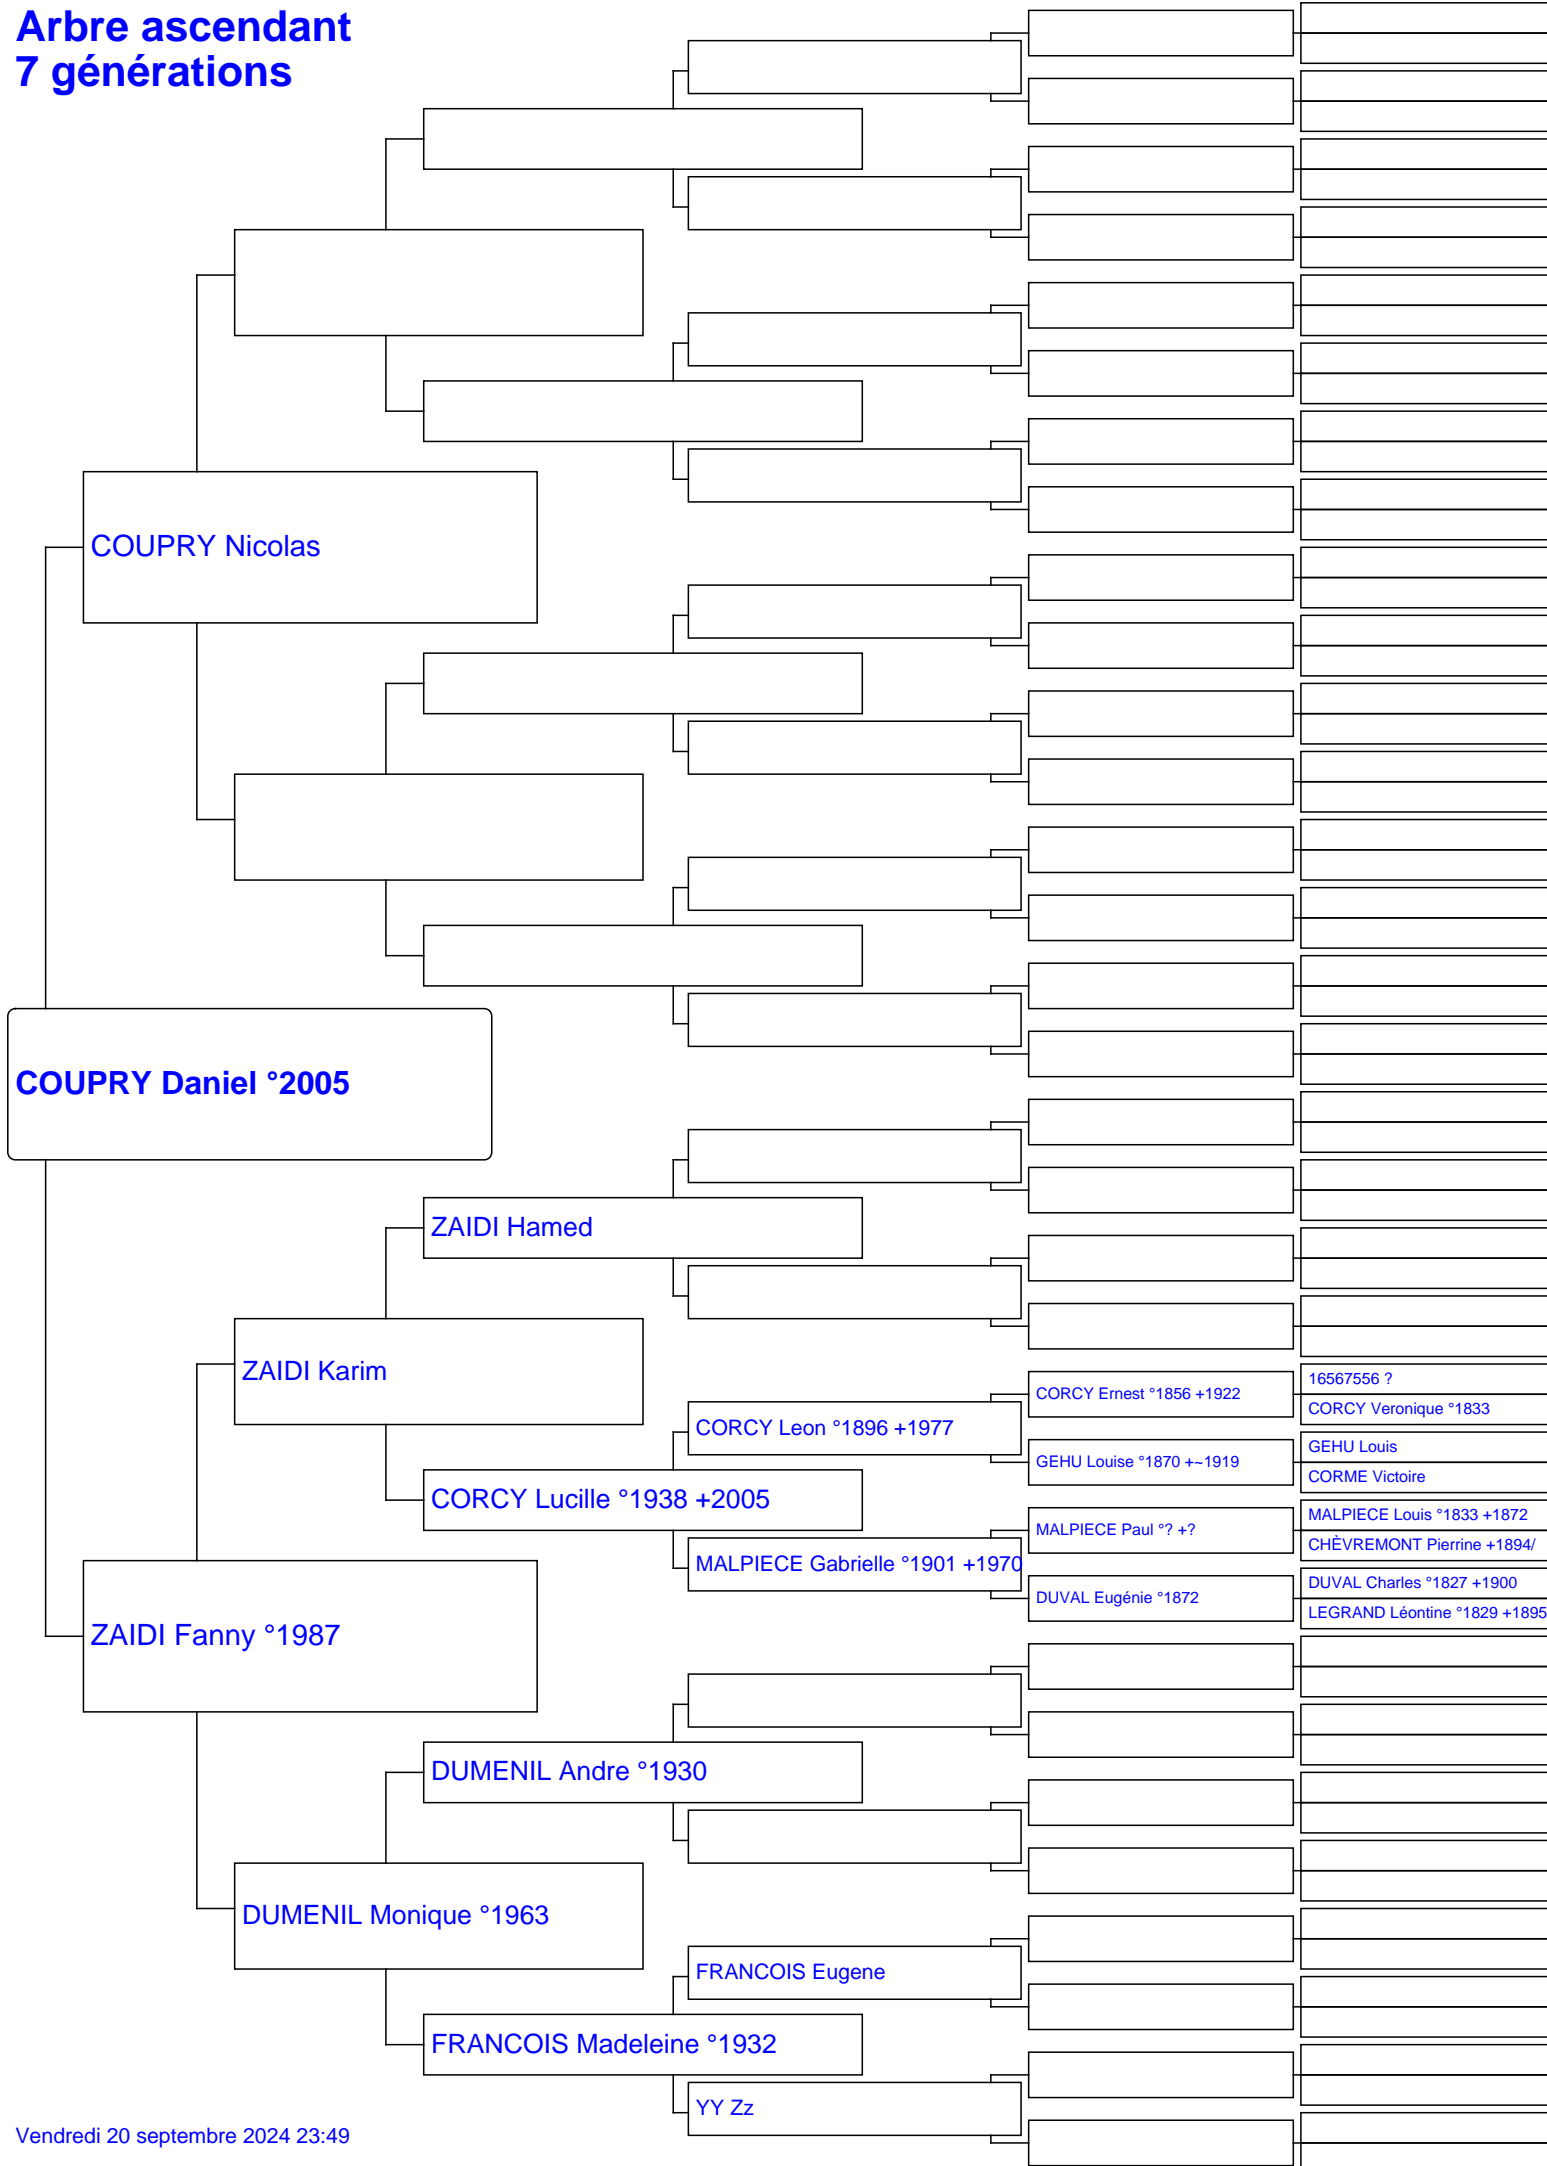 Arbre ascendant
7 générations
COUPRY Nicolas
COUPRY Daniel °2005
ZAIDI Hamed
ZAIDI Karim
16567556 ?
CORCY Ernest °1856 +1922
CORCY Veronique °1833
CORCY Leon °1896 +1977
GEHU Louis
GEHU Louise °1870 +~1919
CORME Victoire
CORCY Lucille °1938 +2005
MALPIECE Louis °1833 +1872
MALPIECE Paul °? +?
CHÈVREMONT Pierrine +1894/
MALPIECE Gabrielle °1901 +1970
DUVAL Charles °1827 +1900
DUVAL Eugénie °1872
LEGRAND Léontine °1829 +1895
ZAIDI Fanny °1987
DUMENIL Andre °1930
DUMENIL Monique °1963
FRANCOIS Eugene
FRANCOIS Madeleine °1932
YY Zz
Vendredi 20 septembre 2024 23:49